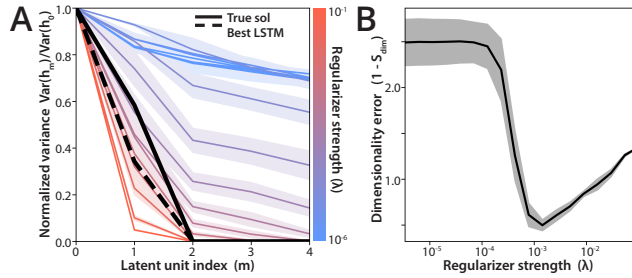 A
Normalized variance Var(hₘ)/Var(h₀)
1.0
0.8
0.6
0.4
0.2
0.0
0
1
2
3
4
Latent unit index (m)
True sol
Best LSTM
10⁻¹
Regularizer strength (λ)
10⁻⁶
B
Dimensionality error
(1 - S_dim)
2.0
1.0
10⁻⁵
10⁻⁴
10⁻³
10⁻²
Regularizer strength (λ)